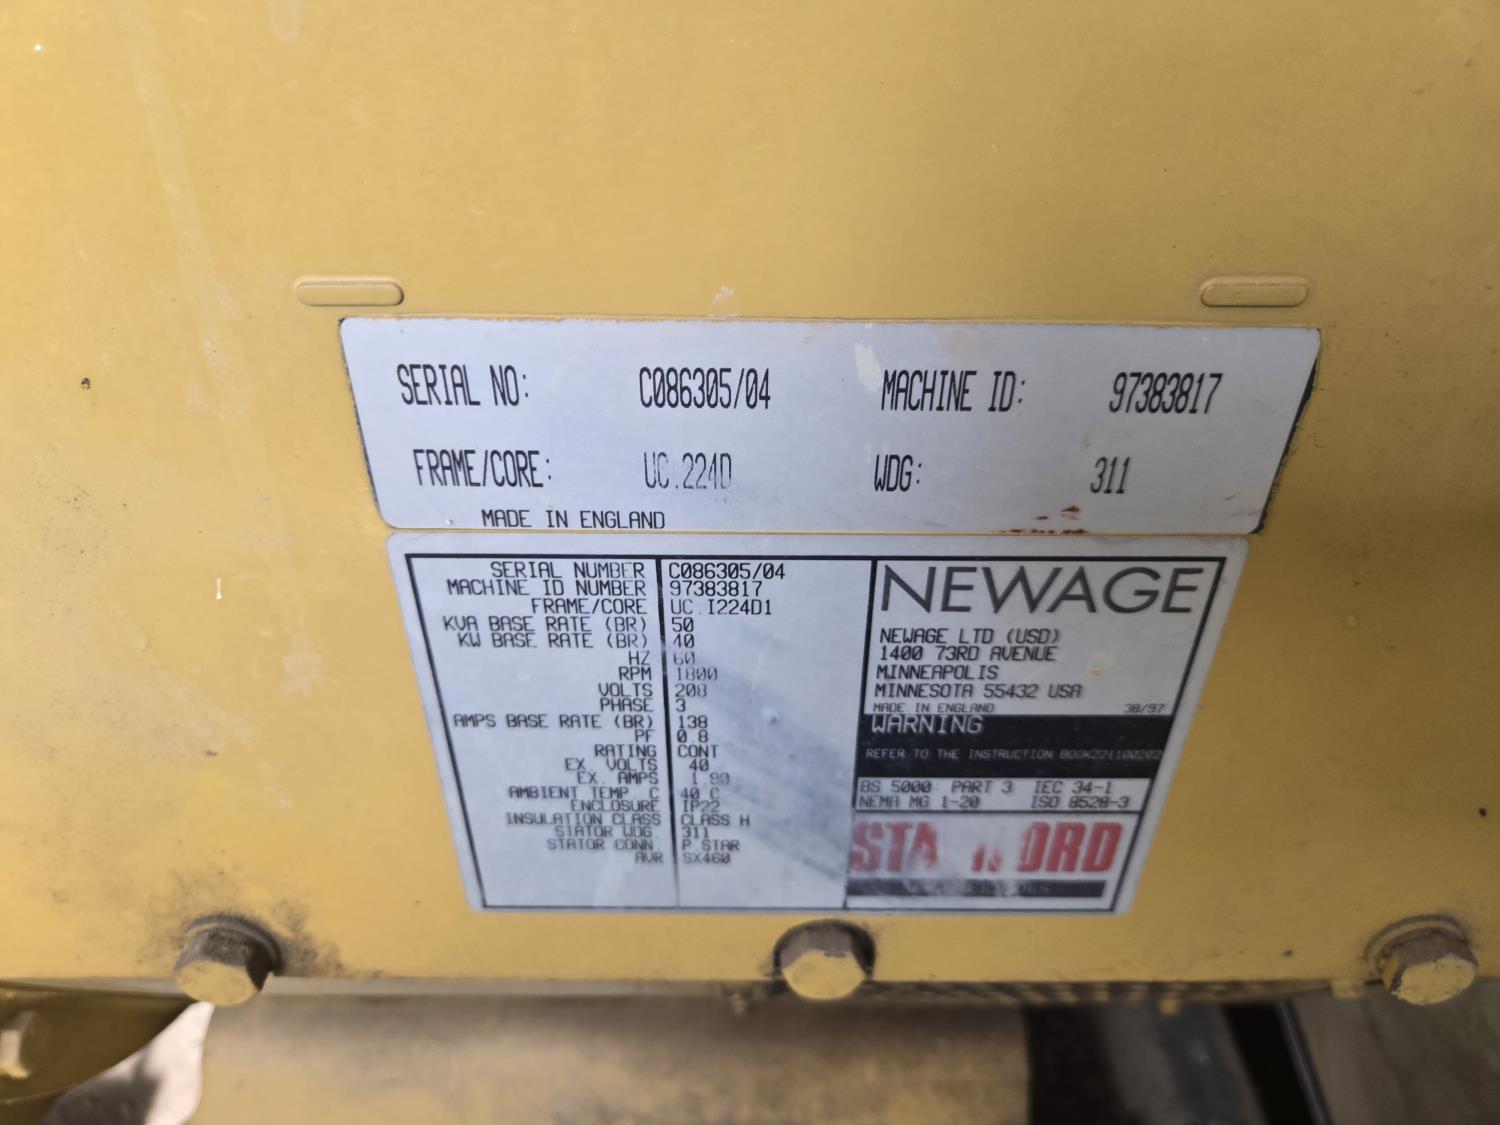 SERIAL NO: C086305/04 MACHINE ID: 97383817
FRAME/CORE: UC.224D WDG: 311
MADE IN ENGLAND
SERIAL NUMBER C086305/04
MACHINE ID NUMBER 97383817
FRAME/CORE UC.I224D1
KVA BASE RATE (BR) 50
KW BASE RATE (BR) 40
HZ 60
RPM 1800
VOLTS 208
PHASE 3
AMPS BASE RATE (BR) 138
PF 0.8
RATING CONT
EX. VOLTS 40
EX. AMPS 1.90
AMBIENT TEMP. C 40 C
ENCLOSURE IP22
INSULATION CLASS CLASS H
STATOR WDG. 311
STATOR CONN. P.STAR
AVR SX460
NEWAGE
NEWAGE LTD (USD)
1400 73RD AVENUE
MINNEAPOLIS
MINNESOTA 55432 USA
MADE IN ENGLAND 38/97
WARNING
REFER TO THE INSTRUCTION BOOK221100202
BS 5000: PART 3 IEC 34-1
NEMA MG 1-20 ISO 8528-3